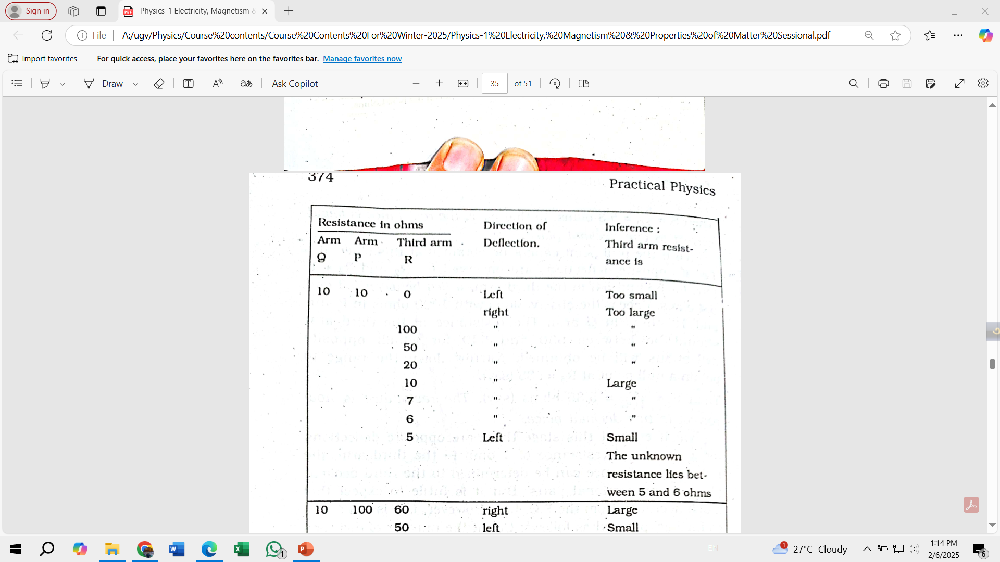 Sign in
Physics-1 Electricity, Magnetism &
File
A:/ugv/Physics/Course%20contents/Course%20Contents%20For%20Winter-2025/Physics-1%20Electricity,%20Magnetism%20&%20Properties%20of%20Matter%20Sessional.pdf
Import favorites
For quick access, place your favorites here on the favorites bar. Manage favorites now
Draw
Ask Copilot
35 of 51
374
Practical Physics
Resistance in ohms Direction of Inference :
Arm Arm Third arm Deflection. Third arm resist-
Q P R ance is
10 10 0 Left Too small
right Too large
100 " "
50 " "
20 " "
10 " Large
7 " "
6 " "
5 Left Small
The unknown
resistance lies bet-
ween 5 and 6 ohms
10 100 60 right Large
50 left Small
27°C Cloudy
1:14 PM
2/6/2025